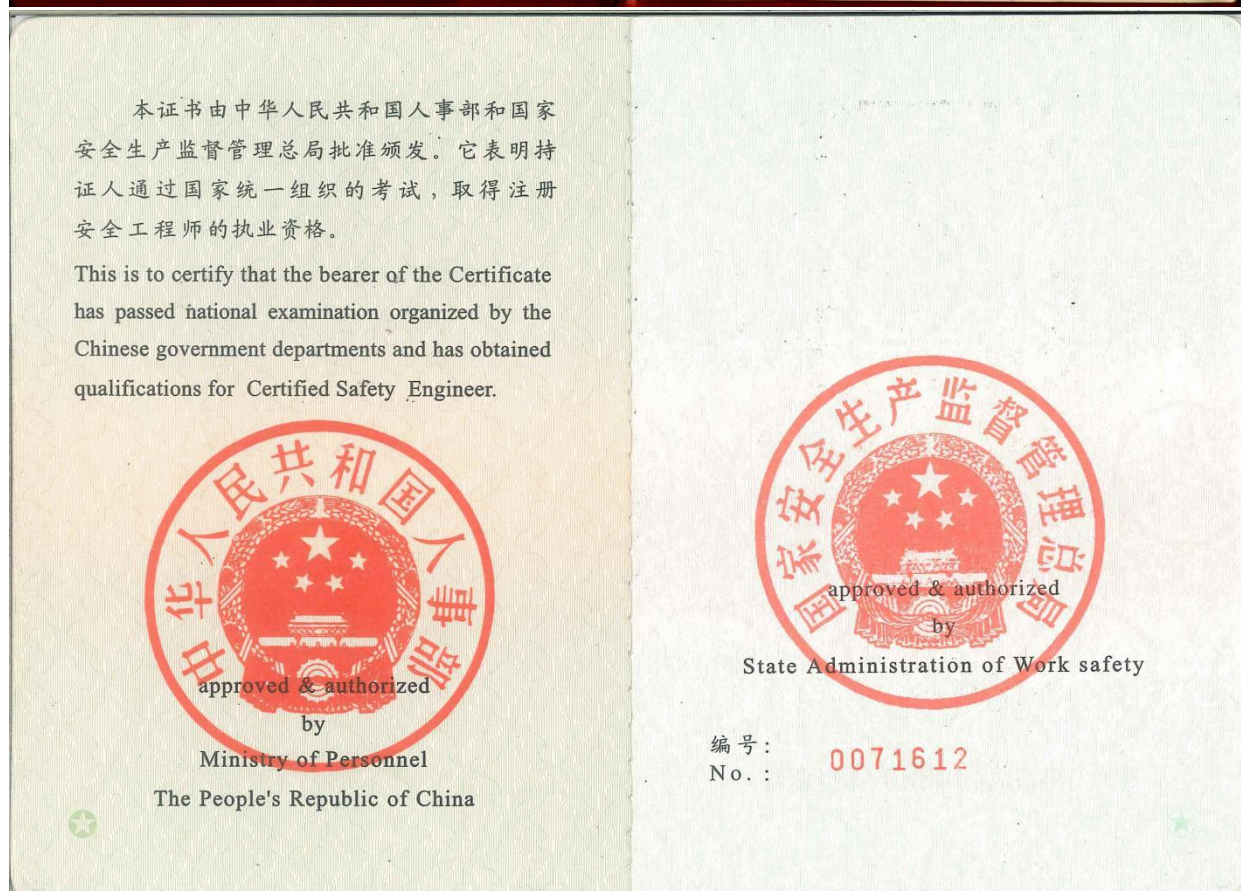 本证书由中华人民共和国人事部和国家
安全生产监督管理总局批准颁发。它表明持
证人通过国家统一组织的考试，取得注册
安全工程师的执业资格。
This is to certify that the bearer of the Certificate
has passed national examination organized by the
Chinese government departments and has obtained
qualifications for Certified Safety Engineer.
中华人民共和国人事部
approved & authorized
by
Ministry of Personnel
The People's Republic of China
国家安全生产监督管理总局
approved & authorized
by
State Administration of Work safety
编号:
No.:
0071612